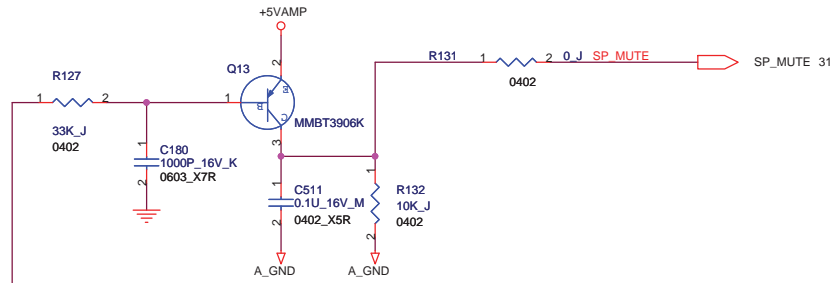 +5VAMP
R131 1 2 0_J SP_MUTE SP_MUTE 31
0402
R127
Q13
2
E
1 2 1 B
C
MMBT3906K
33K_J
0402
3
1
C180
1000P_16V_K
0603_X7R
2
1
C511
0.1U_16V_M
0402_X5R
2
1
R132
10K_J
0402
2
A_GND A_GND